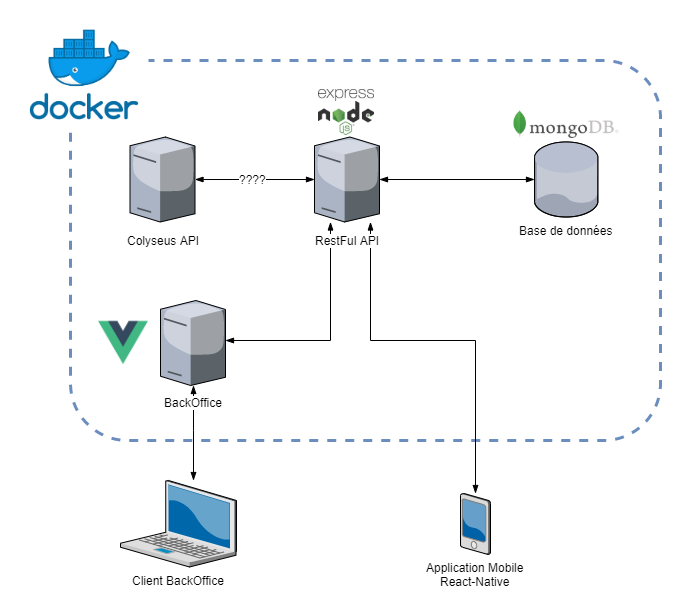 docker
express
node
JS
mongoDB.
????
Colyseus API
RestFul API
Base de données
BackOffice
Client BackOffice
Application Mobile
React-Native